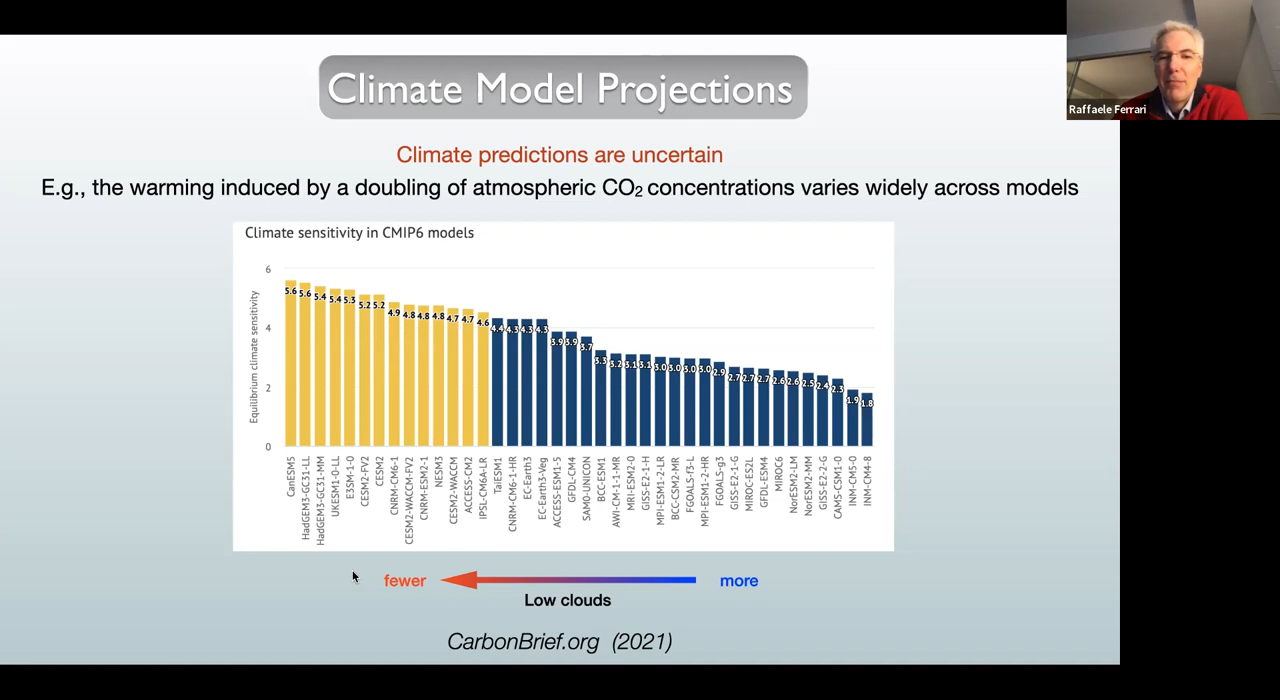 Climate Model Projections
Raffaele Ferrari
Climate predictions are uncertain
E.g., the warming induced by a doubling of atmospheric CO₂ concentrations varies widely across models
Climate sensitivity in CMIP6 models
Equilibrium climate sensitivity
6
4
2
0
5.6 5.6 5.4 5.4 5.3 5.2 5.2 4.9 4.8 4.8 4.8 4.7 4.7 4.6 4.4 4.3 4.3 4.3 3.9 3.9 3.7 3.3 3.2 3.1 3.1 3.0 3.0 3.0 3.0 2.9 2.7 2.7 2.7 2.6 2.6 2.5 2.4 2.3 1.9 1.8
CanESM5
HadGEM3-GC31-LL
HadGEM3-GC31-MM
UKESM1-0-LL
E3SM-1-0
CESM2-FV2
CESM2
CNRM-CM6-1
CESM2-WACCM-FV2
CNRM-ESM2-1
NESM3
CESM2-WACCM
ACCESS-CM2
IPSL-CM6A-LR
TaiESM1
CNRM-CM6-1-HR
EC-Earth3
EC-Earth3-Veg
ACCESS-ESM1-5
GFDL-CM4
SAM0-UNICON
BCC-ESM1
AWI-CM-1-1-MR
MRI-ESM2-0
GISS-E2-1-H
MPI-ESM1-2-LR
BCC-CSM2-MR
FGOALS-f3-L
MPI-ESM1-2-HR
FGOALS-g3
GISS-E2-1-G
MIROC-ES2L
GFDL-ESM4
MIROC6
NorESM2-LM
NorESM2-MM
GISS-E2-2-G
CAMS-CSM1-0
INM-CM5-0
INM-CM4-8
fewer
more
Low clouds
CarbonBrief.org (2021)